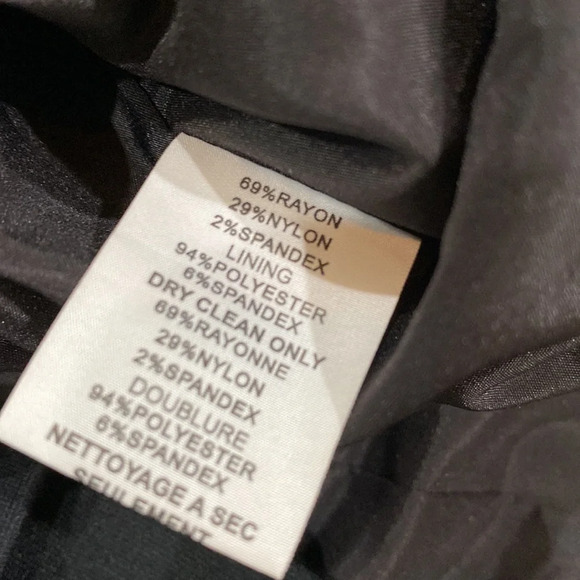 69%RAYON
29%NYLON
2%SPANDEX
LINING
94%POLYESTER
6%SPANDEX
DRY CLEAN ONLY
69%RAYONNE
29%NYLON
2%SPANDEX
DOUBLURE
94%POLYESTER
6%SPANDEX
NETTOYAGE A SEC
SEULEMENT